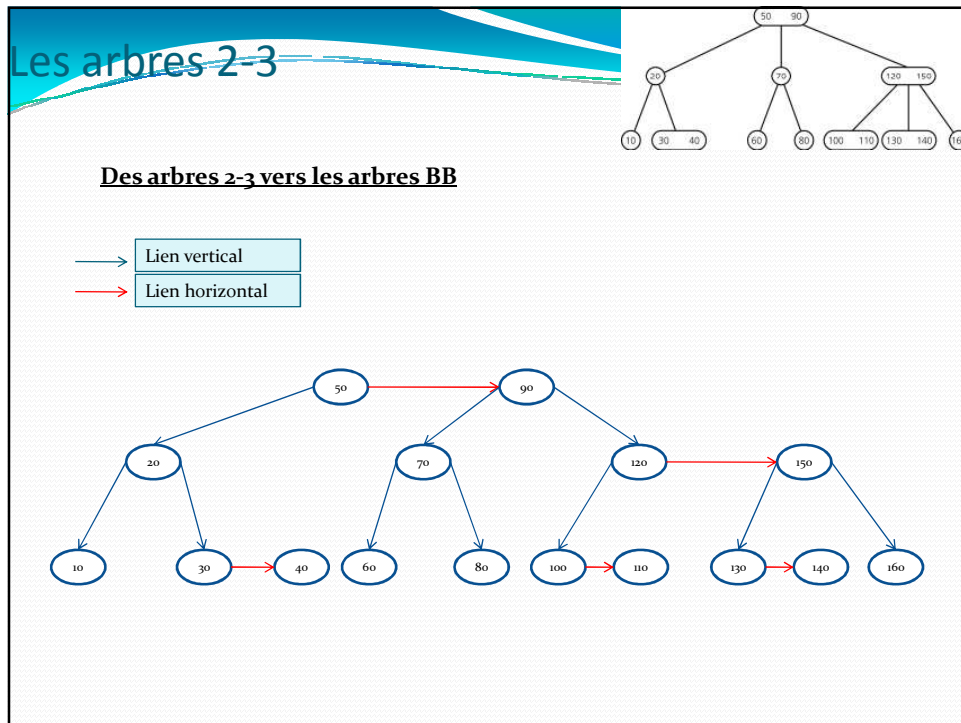 50 90
Les arbres 2-3
20 70 120 150
10 30 40 60 80 100 110 130 140 16
Des arbres 2-3 vers les arbres BB
Lien vertical
Lien horizontal
50 90
20 70 120 150
10 30 40 60 80 100 110 130 140 160